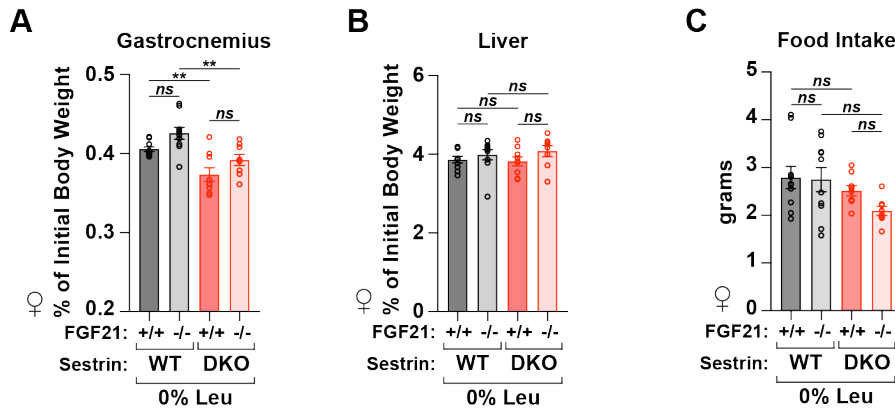 A
Gastrocnemius
% of Initial Body Weight
0.5
0.4
0.3
0.2
**
**
ns
ns
♀
FGF21: +/+ -/- +/+ -/-
Sestrin: WT DKO
0% Leu
B
Liver
% of Initial Body Weight
6
4
2
0
ns
ns
ns
ns
♀
FGF21: +/+ -/- +/+ -/-
Sestrin: WT DKO
0% Leu
C
Food Intake
grams
5
4
3
2
1
0
ns
ns
ns
ns
♀
FGF21: +/+ -/- +/+ -/-
Sestrin: WT DKO
0% Leu